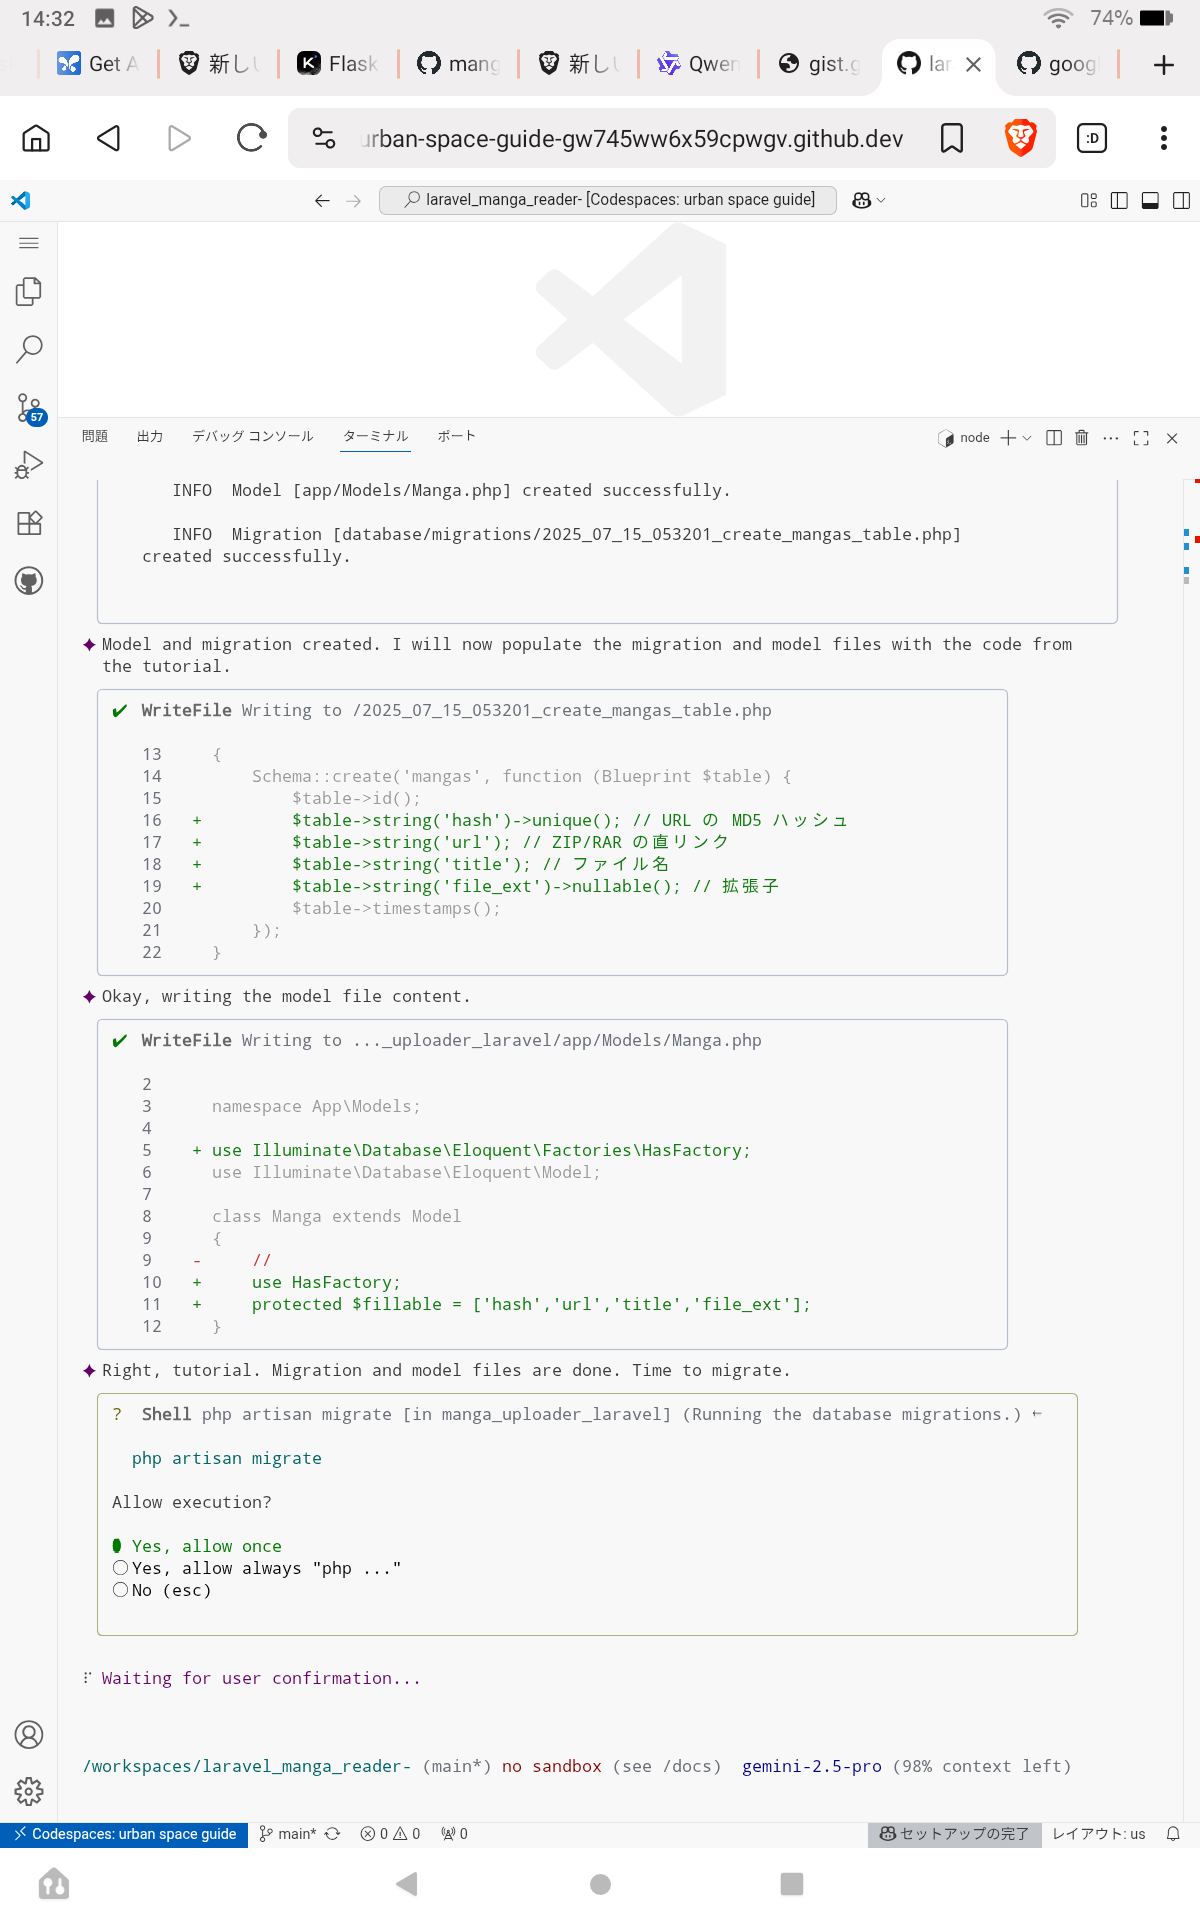 14:32
74%
Get A
新し
Flask
mang
新し
Qwen
gist.g
lar
goog
urban-space-guide-gw745ww6x59cpwgv.github.dev
:D
laravel_manga_reader- [Codespaces: urban space guide]
57
問題 出力 デバッグ コンソール ターミナル ポート
node
INFO  Model [app/Models/Manga.php] created successfully.
INFO  Migration [database/migrations/2025_07_15_053201_create_mangas_table.php]
created successfully.
✦ Model and migration created. I will now populate the migration and model files with the code from
the tutorial.
✔ WriteFile Writing to /2025_07_15_053201_create_mangas_table.php
13 {
14 Schema::create('mangas', function (Blueprint $table) {
15 $table->id();
16 + $table->string('hash')->unique(); // URL の MD5 ハッシュ
17 + $table->string('url'); // ZIP/RAR の直リンク
18 + $table->string('title'); // ファイル名
19 + $table->string('file_ext')->nullable(); // 拡張子
20 $table->timestamps();
21 });
22 }
✦ Okay, writing the model file content.
✔ WriteFile Writing to ..._uploader_laravel/app/Models/Manga.php
2
3 namespace App\Models;
4
5 + use Illuminate\Database\Eloquent\Factories\HasFactory;
6 use Illuminate\Database\Eloquent\Model;
7
8 class Manga extends Model
9 {
9 - //
10 + use HasFactory;
11 + protected $fillable = ['hash','url','title','file_ext'];
12 }
✦ Right, tutorial. Migration and model files are done. Time to migrate.
? Shell php artisan migrate [in manga_uploader_laravel] (Running the database migrations.) ←
php artisan migrate
Allow execution?
● Yes, allow once
○ Yes, allow always "php ..."
○ No (esc)
⠏ Waiting for user confirmation...
/workspaces/laravel_manga_reader- (main*) no sandbox (see /docs) gemini-2.5-pro (98% context left)
Codespaces: urban space guide main* 0 0 0 セットアップの完了 レイアウト: us